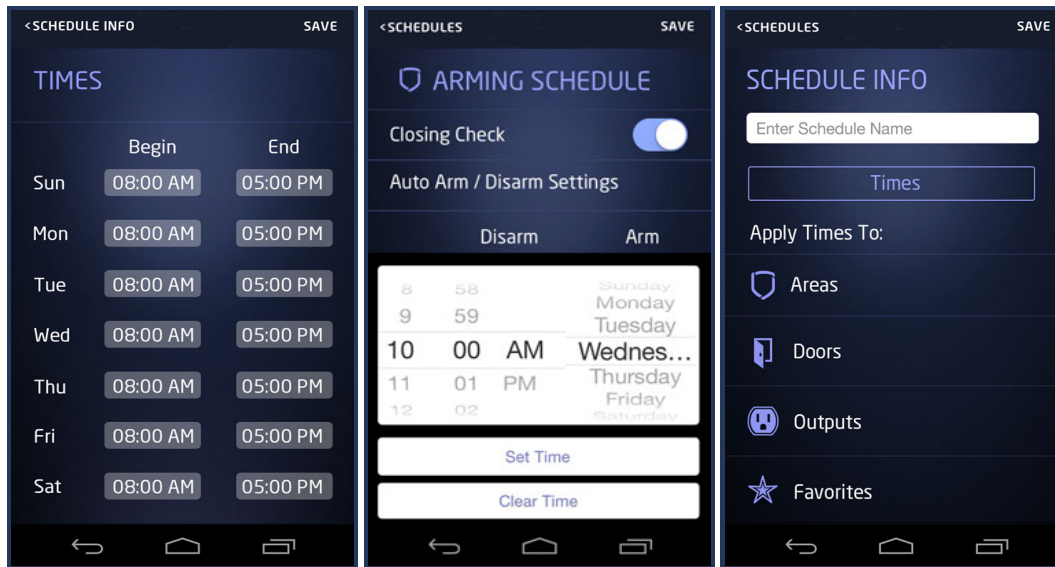 <SCHEDULE INFO SAVE
TIMES
Begin End
Sun 08:00 AM 05:00 PM
Mon 08:00 AM 05:00 PM
Tue 08:00 AM 05:00 PM
Wed 08:00 AM 05:00 PM
Thu 08:00 AM 05:00 PM
Fri 08:00 AM 05:00 PM
Sat 08:00 AM 05:00 PM
<SCHEDULES SAVE
ARMING SCHEDULE
Closing Check
Auto Arm / Disarm Settings
Disarm Arm
8 58 Sunday
Monday
9 59 Tuesday
10 00 AM Wednes...
11 01 PM Thursday
Friday
12 02 Saturday
Set Time
Clear Time
<SCHEDULES SAVE
SCHEDULE INFO
Enter Schedule Name
Times
Apply Times To:
Areas
Doors
Outputs
Favorites